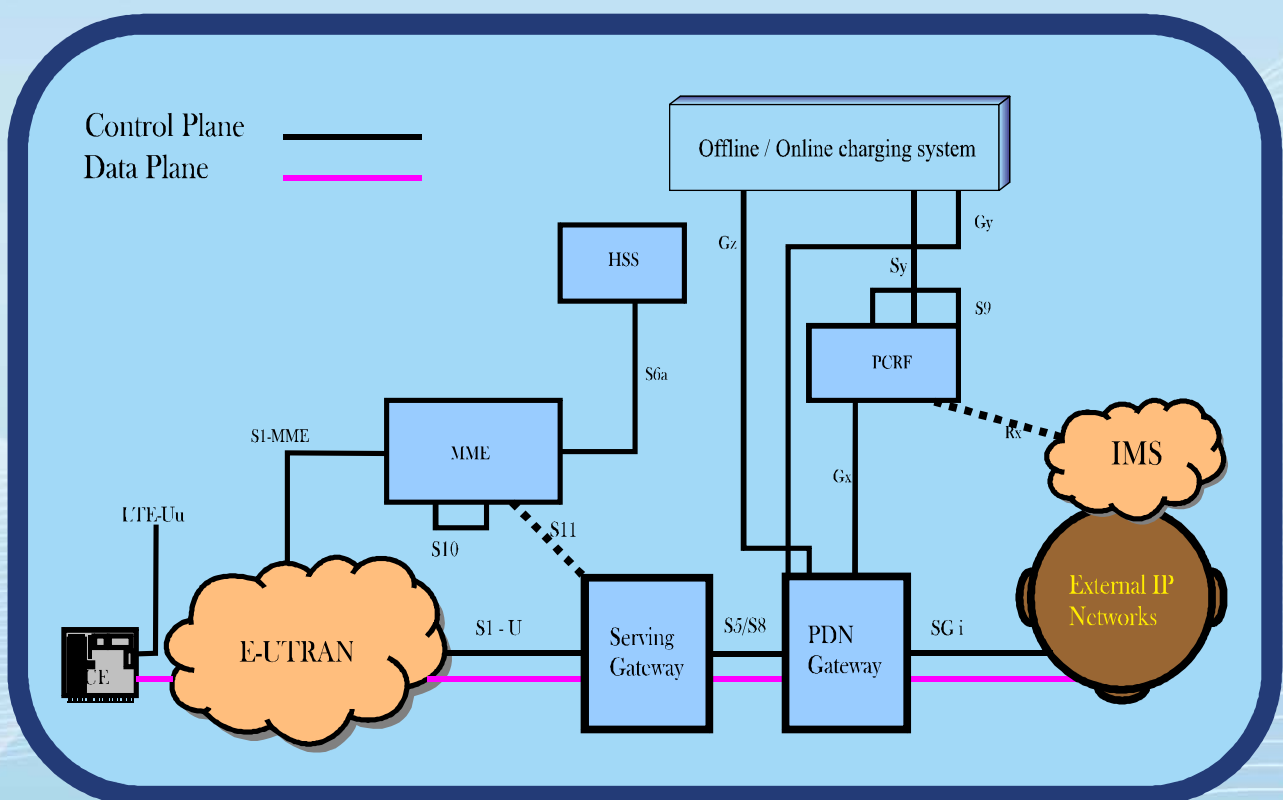 Control Plane
Data Plane
Offline / Online charging system
Gy
Gz
HSS
Sy
S9
PCRF
S6a
Rx
S1-MME
MME
IMS
Gx
LTE-Uu
S11
S10
External IP
Networks
S1 - U
S5/S8
PDN
Gateway
SG i
Serving
Gateway
E-UTRAN